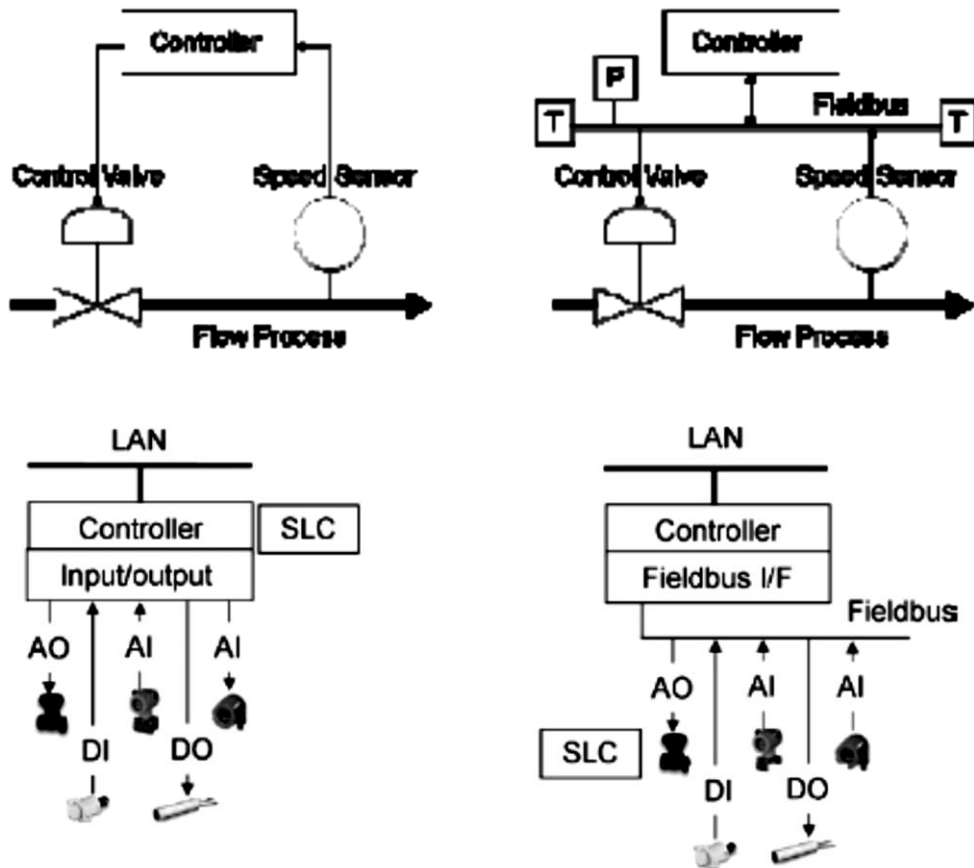 Controller
Control Valve
Speed Sensor
Flow Process
Controller
P
T
Fieldbus
T
Control Valve
Speed Sensor
Flow Process
LAN
Controller
SLC
Input/output
AO
AI
AI
DI
DO
LAN
Controller
Fieldbus I/F
Fieldbus
AO
AI
AI
SLC
DI
DO